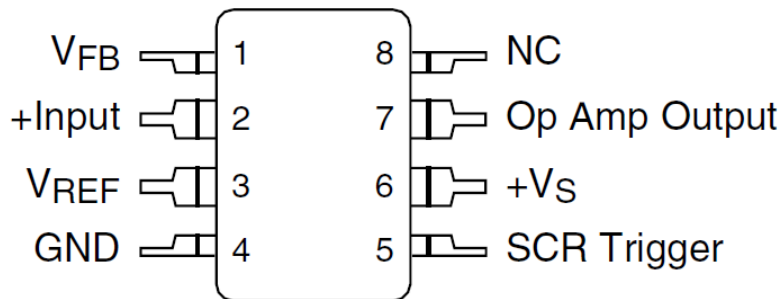 VFB 1 8 NC
+Input 2 7 Op Amp Output
VREF 3 6 +VS
GND 4 5 SCR Trigger